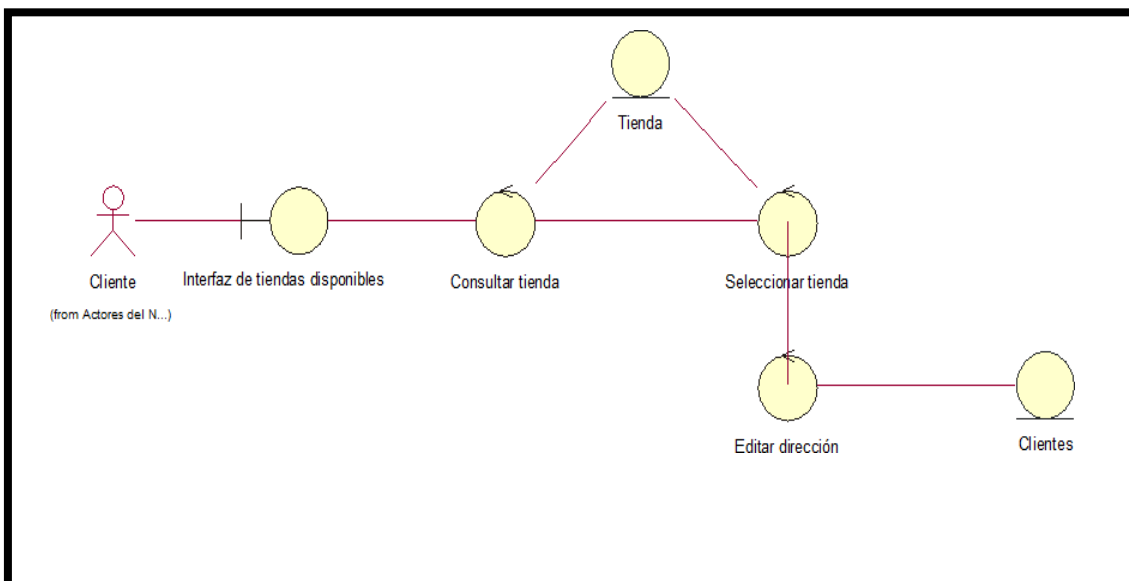 Tienda
Cliente
(from Actores del N...)
Interfaz de tiendas disponibles
Consultar tienda
Seleccionar tienda
Editar dirección
Clientes